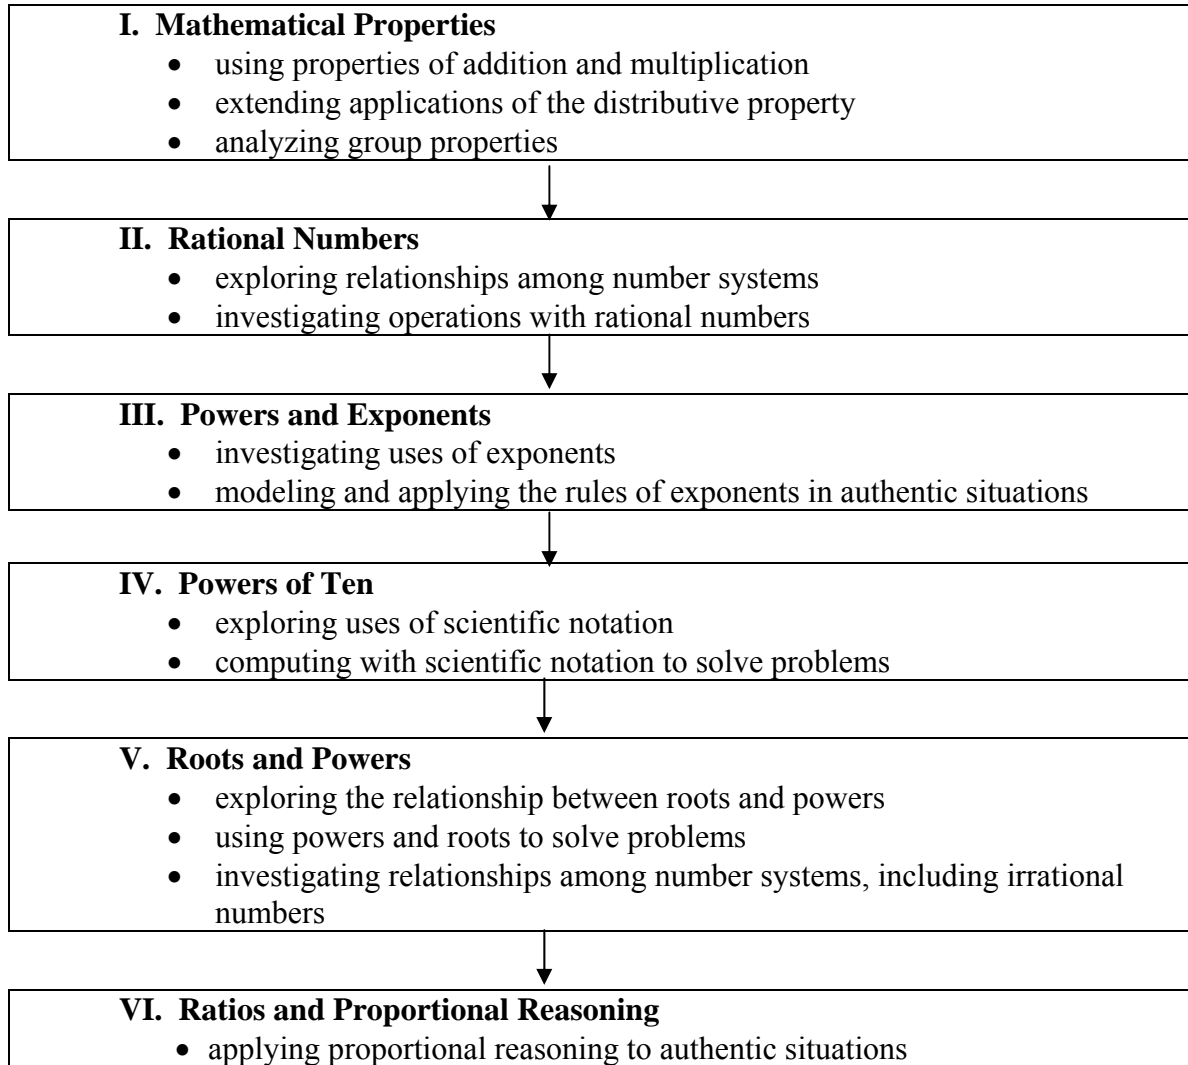 I. Mathematical Properties
• using properties of addition and multiplication
• extending applications of the distributive property
• analyzing group properties
II. Rational Numbers
• exploring relationships among number systems
• investigating operations with rational numbers
III. Powers and Exponents
• investigating uses of exponents
• modeling and applying the rules of exponents in authentic situations
IV. Powers of Ten
• exploring uses of scientific notation
• computing with scientific notation to solve problems
V. Roots and Powers
• exploring the relationship between roots and powers
• using powers and roots to solve problems
• investigating relationships among number systems, including irrational
numbers
VI. Ratios and Proportional Reasoning
• applying proportional reasoning to authentic situations